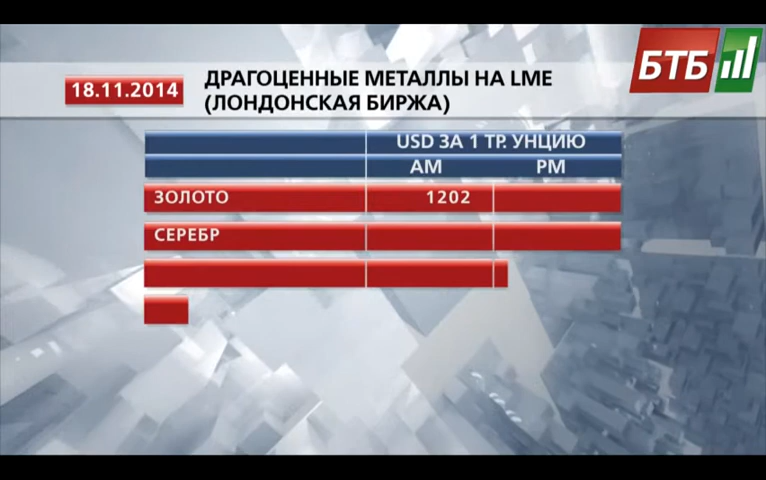 БТБ
18.11.2014
ДРАГОЦЕННЫЕ МЕТАЛЛЫ НА LME
(ЛОНДОНСКАЯ БИРЖА)
USD ЗА 1 ТР. УНЦИЮ
AM PM
ЗОЛОТО 1202
СЕРЕБР